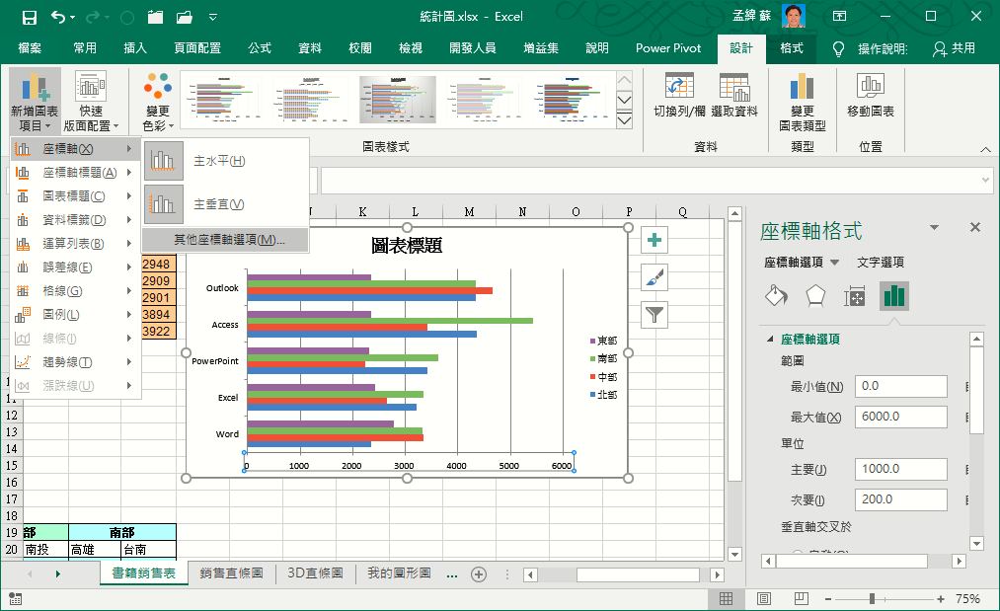 統計圖.xlsx - Excel
孟緯 蘇
檔案 常用 插入 頁面配置 公式 資料 校閱 檢視 開發人員 增益集 說明 Power Pivot 設計 格式 操作說明: 共用
新增圖表項目
快速版面配置
變更色彩
切換列/欄
選取資料
變更圖表類型
移動圖表
圖表樣式 資料 類型 位置
座標軸(X)
座標軸標題(A)
圖表標題(C)
資料標籤(D)
運算列表(B)
誤差線(E)
格線(G)
圖例(L)
線條(I)
趨勢線(T)
漲跌線(U)
主水平(H)
主垂直(V)
其他座標軸選項(M)...
K L M N O P Q
2948
2909
2901
3894
3922
11
12
13
14
15
16
17
18
19 部 南部
20 南投 高雄 台南
圖表標題
Outlook
Access
PowerPoint
Excel
Word
0 1000 2000 3000 4000 5000 6000
東部
南部
中部
北部
座標軸格式
座標軸選項 文字選項
座標軸選項
範圍
最小值(N) 0.0
最大值(X) 6000.0
單位
主要(J) 1000.0
次要(I) 200.0
垂直軸交叉於
書籍銷售表 銷售直條圖 3D直條圖 我的圓形圖 ...
75%